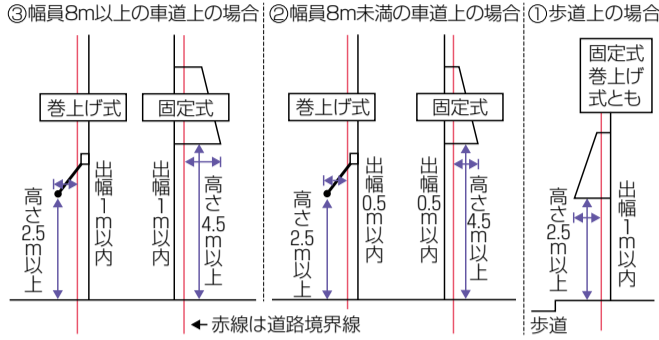 ③幅員8m以上の車道上の場合
巻上げ式
固定式
高さ2.5m以上
出幅1m以内
出幅1m以内
高さ4.5m以上
②幅員8m未満の車道上の場合
巻上げ式
固定式
高さ2.5m以上
出幅0.5m以内
出幅0.5m以内
高さ4.5m以上
①歩道上の場合
固定式
巻上げ
式とも
高さ2.5m以上
出幅1m以内
歩道
←赤線は道路境界線